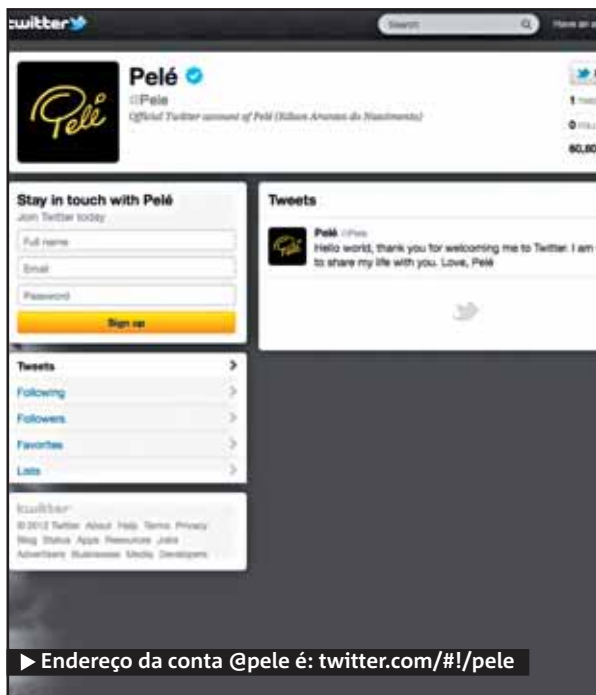 twitter
Search
Pelé
@Pele
Official Twitter account of Pelé (Edson Arantes do Nascimento)
1
0
Pelé
Stay in touch with Pelé
Join Twitter today
Full name
Email
Password
Sign up
Tweets
Pelé @Pele
Hello world, thank you for welcoming me to Twitter. I am
to share my life with you. Love, Pelé
Tweets
Following
Followers
Favorites
Lists
twitter
© 2012 Twitter About Help Terms Privacy
Blog Status Apps Resources Jobs
Advertisers Businesses Media Developers
Endereço da conta @pele é: twitter.com/#!/pele